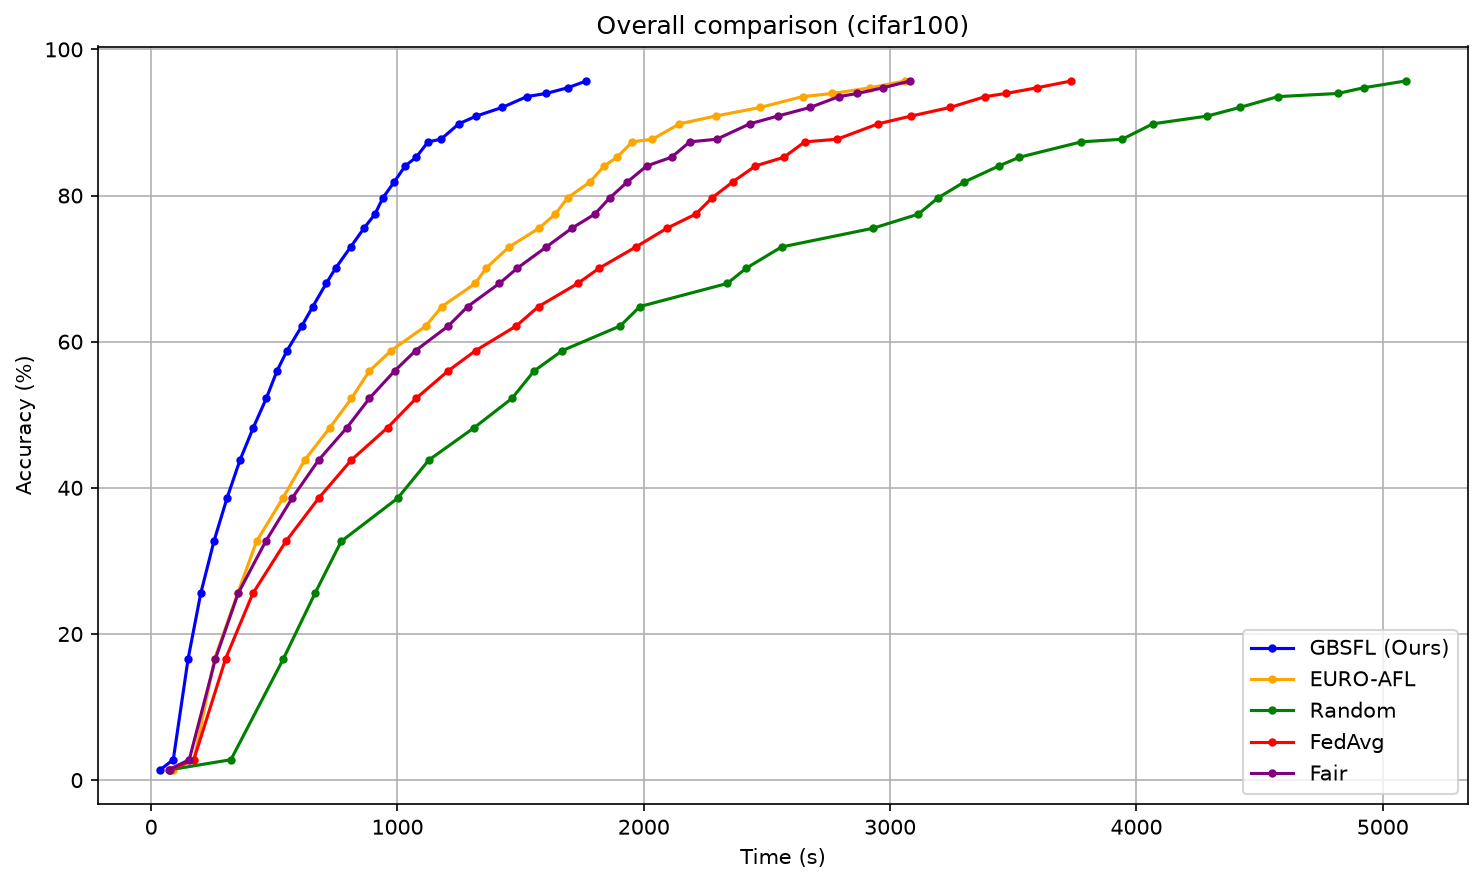 Overall comparison (cifar100)
100
80
60
40
20
0
Accuracy (%)
0 1000 2000 3000 4000 5000
Time (s)
GBSFL (Ours)
EURO-AFL
Random
FedAvg
Fair